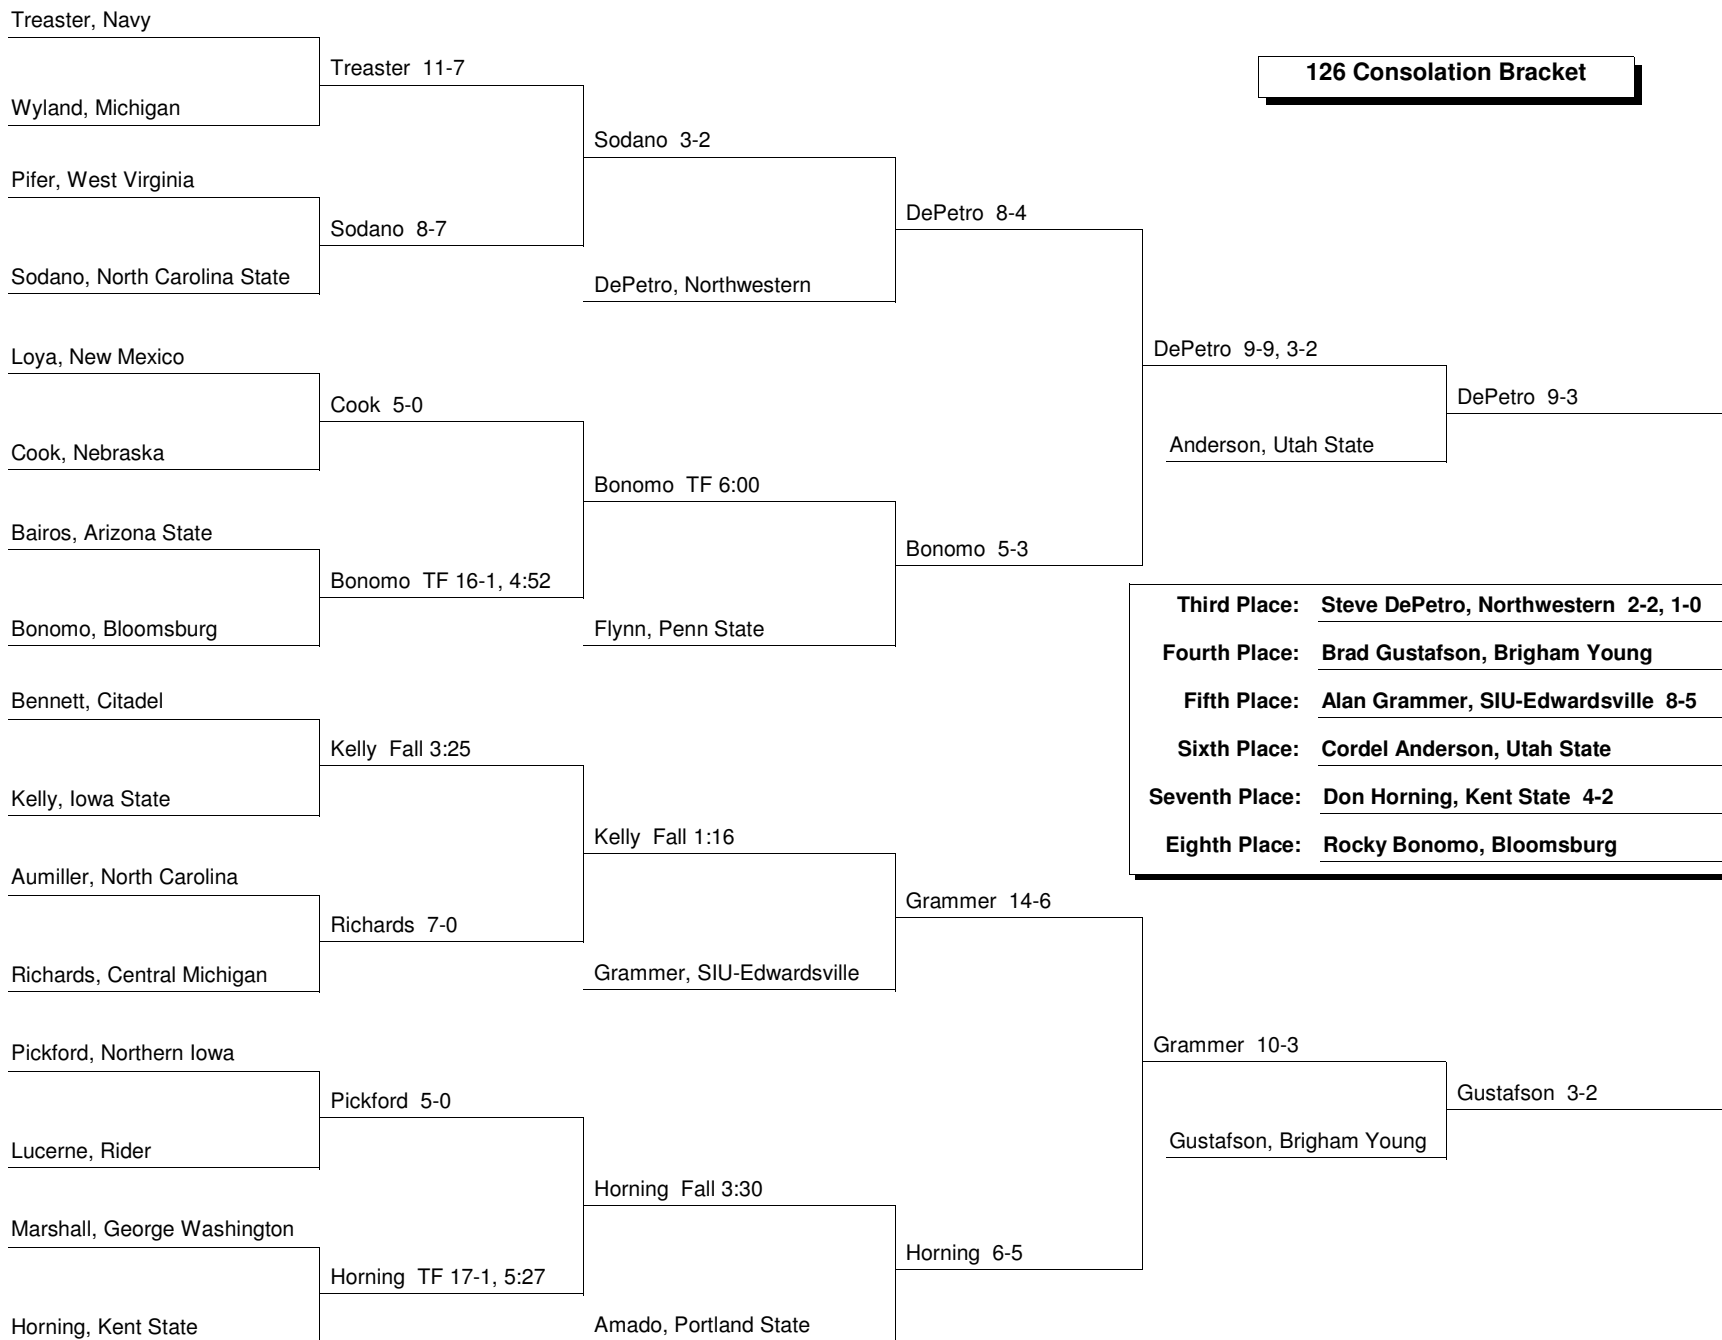 Treaster, Navy
Treaster 11-7
126 Consolation Bracket
Wyland, Michigan
Sodano 3-2
Pifer, West Virginia
DePetro 8-4
Sodano 8-7
Sodano, North Carolina State
DePetro, Northwestern
Loya, New Mexico
DePetro 9-9, 3-2
Cook 5-0
DePetro 9-3
Cook, Nebraska
Anderson, Utah State
Bonomo TF 6:00
Bairos, Arizona State
Bonomo 5-3
Bonomo TF 16-1, 4:52
Bonomo, Bloomsburg
Flynn, Penn State
Third Place: Steve DePetro, Northwestern 2-2, 1-0
Fourth Place: Brad Gustafson, Brigham Young
Fifth Place: Alan Grammer, SIU-Edwardsville 8-5
Sixth Place: Cordel Anderson, Utah State
Seventh Place: Don Horning, Kent State 4-2
Eighth Place: Rocky Bonomo, Bloomsburg
Bennett, Citadel
Kelly Fall 3:25
Kelly, Iowa State
Kelly Fall 1:16
Aumiller, North Carolina
Grammer 14-6
Richards 7-0
Richards, Central Michigan
Grammer, SIU-Edwardsville
Pickford, Northern Iowa
Grammer 10-3
Pickford 5-0
Gustafson 3-2
Lucerne, Rider
Gustafson, Brigham Young
Horning Fall 3:30
Marshall, George Washington
Horning 6-5
Horning TF 17-1, 5:27
Horning, Kent State
Amado, Portland State